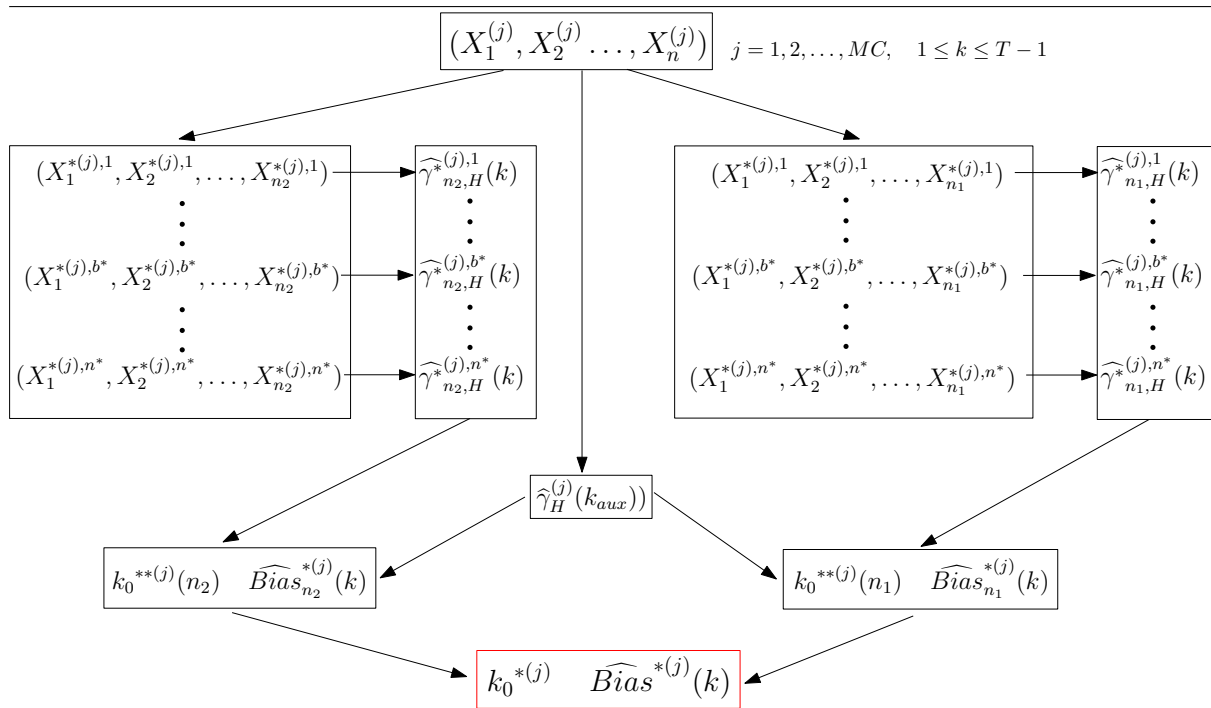 (X_1^{(j)}, X_2^{(j)} …, X_n^{(j)}) j = 1, 2, …, MC, 1 ≤ k ≤ T − 1
(X_1^{*(j),1}, X_2^{*(j),1}, …, X_{n_2}^{*(j),1}) \widehat{γ^*}_{n_2,H}^{(j),1}(k) (X_1^{*(j),1}, X_2^{*(j),1}, …, X_{n_1}^{*(j),1}) \widehat{γ^*}_{n_1,H}^{(j),1}(k)
(X_1^{*(j),b*}, X_2^{*(j),b*}, …, X_{n_2}^{*(j),b*}) \widehat{γ^*}_{n_2,H}^{(j),b*}(k) (X_1^{*(j),b*}, X_2^{*(j),b*}, …, X_{n_1}^{*(j),b*}) \widehat{γ^*}_{n_1,H}^{(j),b*}(k)
(X_1^{*(j),n*}, X_2^{*(j),n*}, …, X_{n_2}^{*(j),n*}) \widehat{γ^*}_{n_2,H}^{(j),n*}(k) (X_1^{*(j),n*}, X_2^{*(j),n*}, …, X_{n_1}^{*(j),n*}) \widehat{γ^*}_{n_1,H}^{(j),n*}(k)
\widehat{γ}_H^{(j)}(k_{aux}))
k_0^{**(j)}(n_2) \widehat{Bias}_{n_2}^{*(j)}(k) k_0^{**(j)}(n_1) \widehat{Bias}_{n_1}^{*(j)}(k)
k_0^{*(j)} \widehat{Bias}^{*(j)}(k)